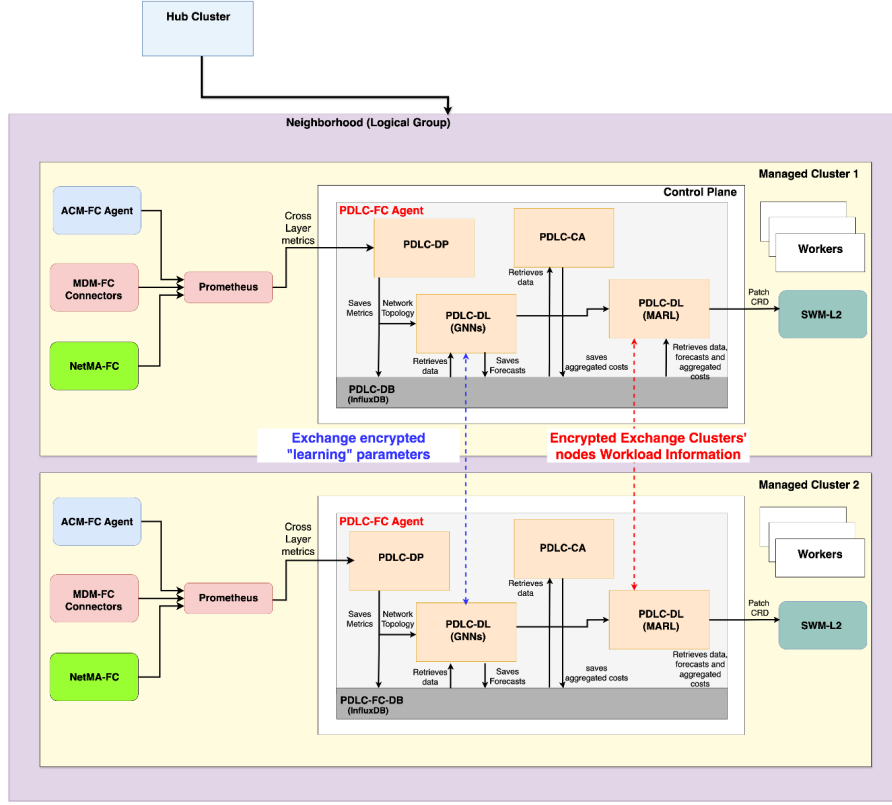 Hub Cluster
Neighborhood (Logical Group)
Managed Cluster 1
Control Plane
ACM-FC Agent
MDM-FC
Connectors
NetMA-FC
Prometheus
Cross
Layer
metrics
PDLC-FC Agent
PDLC-DP
PDLC-CA
Retrieves
data
Saves
Metrics
Network
Topology
PDLC-DL
(GNNs)
PDLC-DL
(MARL)
Retrieves
data
Saves
Forecasts
saves
aggregated costs
Retrieves data,
forecasts and
aggregated
costs
PDLC-DB
(InfluxDB)
Patch
CRD
Workers
SWM-L2
Exchange encrypted
"learning" parameters
Encrypted Exchange Clusters'
nodes Workload Information
Managed Cluster 2
ACM-FC Agent
MDM-FC
Connectors
NetMA-FC
Prometheus
Cross
Layer
metrics
PDLC-FC Agent
PDLC-DP
PDLC-CA
Retrieves
data
Saves
Metrics
Network
Topology
PDLC-DL
(GNNs)
PDLC-DL
(MARL)
Retrieves
data
Saves
Forecasts
saves
aggregated costs
Retrieves data,
forecasts and
aggregated
costs
PDLC-FC-DB
(InfluxDB)
Patch
CRD
Workers
SWM-L2